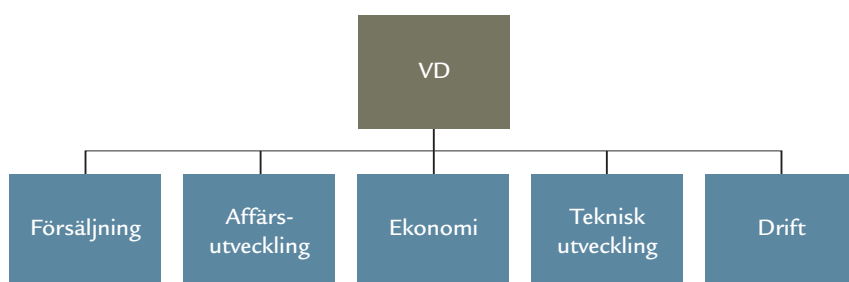 VD
Försäljning
Affärs-
utveckling
Ekonomi
Teknisk
utveckling
Drift